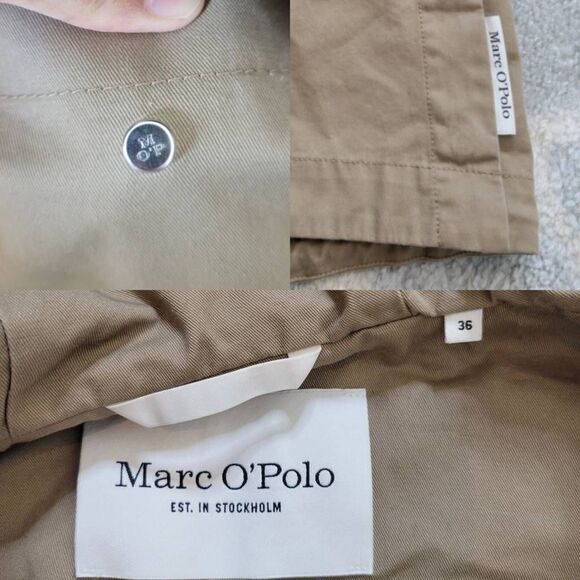 M
O'P
Marc O'Polo
36
Marc O'Polo
EST. IN STOCKHOLM